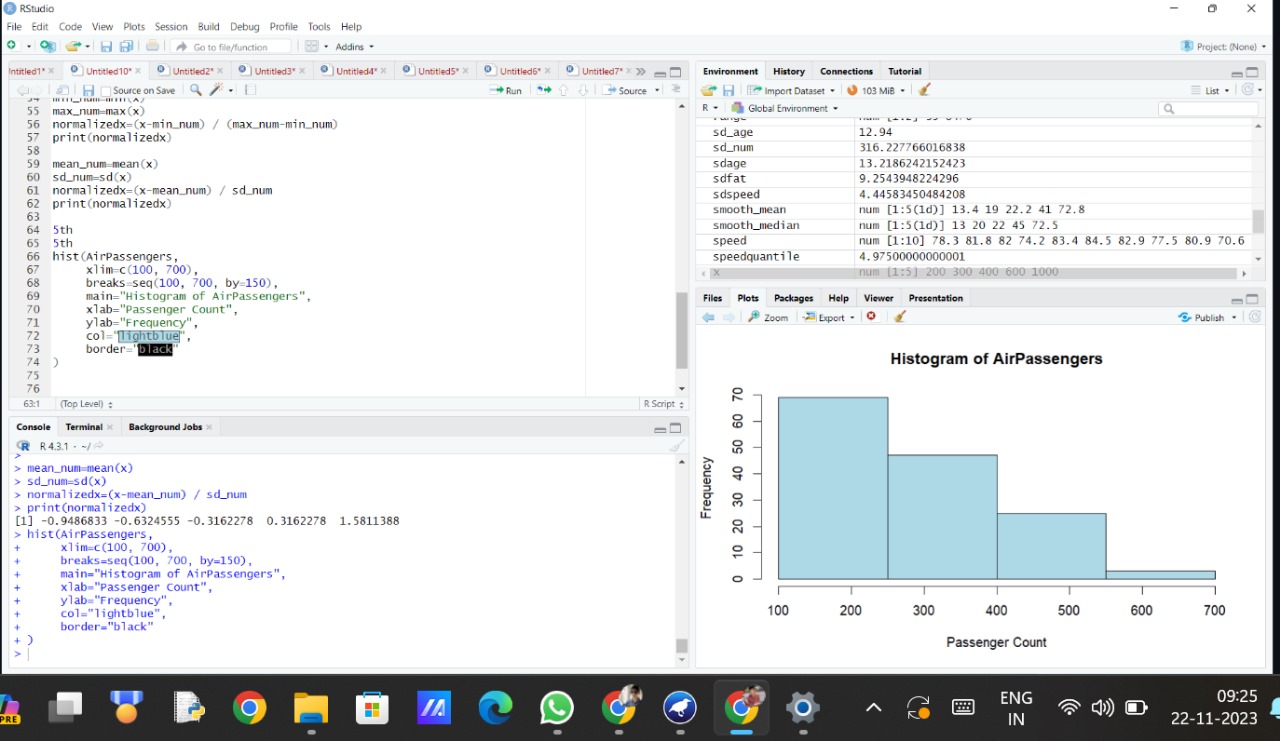 RStudio
File Edit Code View Plots Session Build Debug Profile Tools Help
Go to file/function Addins Project: (None)
Untitled1* Untitled10* Untitled2* Untitled3* Untitled4* Untitled5* Untitled6* Untitled7*
Source on Save Run Source
54 min_num=min(x)
55 max_num=max(x)
56 normalizedx=(x-min_num) / (max_num-min_num)
57 print(normalizedx)
58
59 mean_num=mean(x)
60 sd_num=sd(x)
61 normalizedx=(x-mean_num) / sd_num
62 print(normalizedx)
63
64 5th
65 5th
66 hist(AirPassengers,
67 xlim=c(100, 700),
68 breaks=seq(100, 700, by=150),
69 main="Histogram of AirPassengers",
70 xlab="Passenger Count",
71 ylab="Frequency",
72 col="lightblue",
73 border="black"
74 )
75
76
63:1 (Top Level) R Script
Console Terminal Background Jobs
R 4.3.1 · ~/
>
> mean_num=mean(x)
> sd_num=sd(x)
> normalizedx=(x-mean_num) / sd_num
> print(normalizedx)
[1] -0.9486833 -0.6324555 -0.3162278 0.3162278 1.5811388
> hist(AirPassengers,
+ xlim=c(100, 700),
+ breaks=seq(100, 700, by=150),
+ main="Histogram of AirPassengers",
+ xlab="Passenger Count",
+ ylab="Frequency",
+ col="lightblue",
+ border="black"
+ )
>
Environment History Connections Tutorial
Import Dataset 103 MiB List
R Global Environment
range
sd_age 12.94
sd_num 316.227766016838
sdage 13.2186242152423
sdfat 9.2543948224296
sdspeed 4.44583450484208
smooth_mean num [1:5(1d)] 13.4 19 22.2 41 72.8
smooth_median num [1:5(1d)] 13 20 22 45 72.5
speed num [1:10] 78.3 81.8 82 74.2 83.4 84.5 82.9 77.5 80.9 70.6
speedquantile 4.97500000000001
x num [1:5] 200 300 400 600 1000
Files Plots Packages Help Viewer Presentation
Zoom Export Publish
Histogram of AirPassengers
Frequency
70
60
50
40
30
20
10
0
100 200 300 400 500 600 700
Passenger Count
PRE
ENG
IN
09:25
22-11-2023